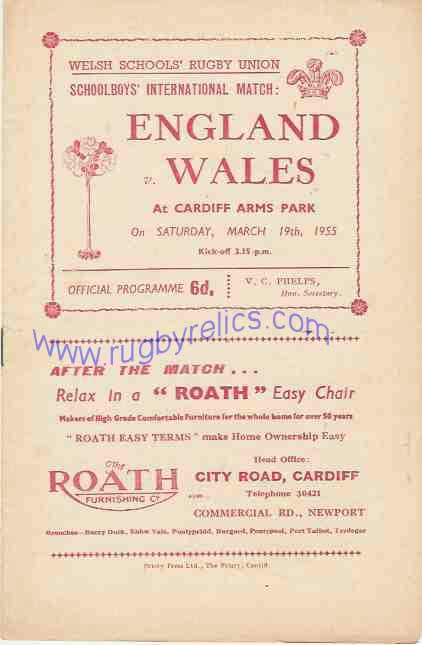 WELSH SCHOOLS' RUGBY UNION
SCHOOLBOYS' INTERNATIONAL MATCH:
ENGLAND
v. WALES
At CARDIFF ARMS PARK
On SATURDAY, MARCH 19th, 1955
Kick-off 3.15 p.m.
OFFICIAL PROGRAMME 6d.
V. C. PHELPS,
Hon. Secretary.
www.rugbyrelics.com
AFTER THE MATCH . . .
Relax in a "ROATH" Easy Chair
Makers of High Grade Comfortable Furniture for the whole home for over 50 years
"ROATH EASY TERMS" make Home Ownership Easy
The
ROATH
FURNISHING Co
Head Office:
CITY ROAD, CARDIFF
Telephone 30421
COMMERCIAL RD., NEWPORT
Branches—Barry Dock, Ebbw Vale, Pontypridd, Bargoed, Pontypool, Port Talbot, Tredegar
Priory Press Ltd., The Priory, Cardiff.